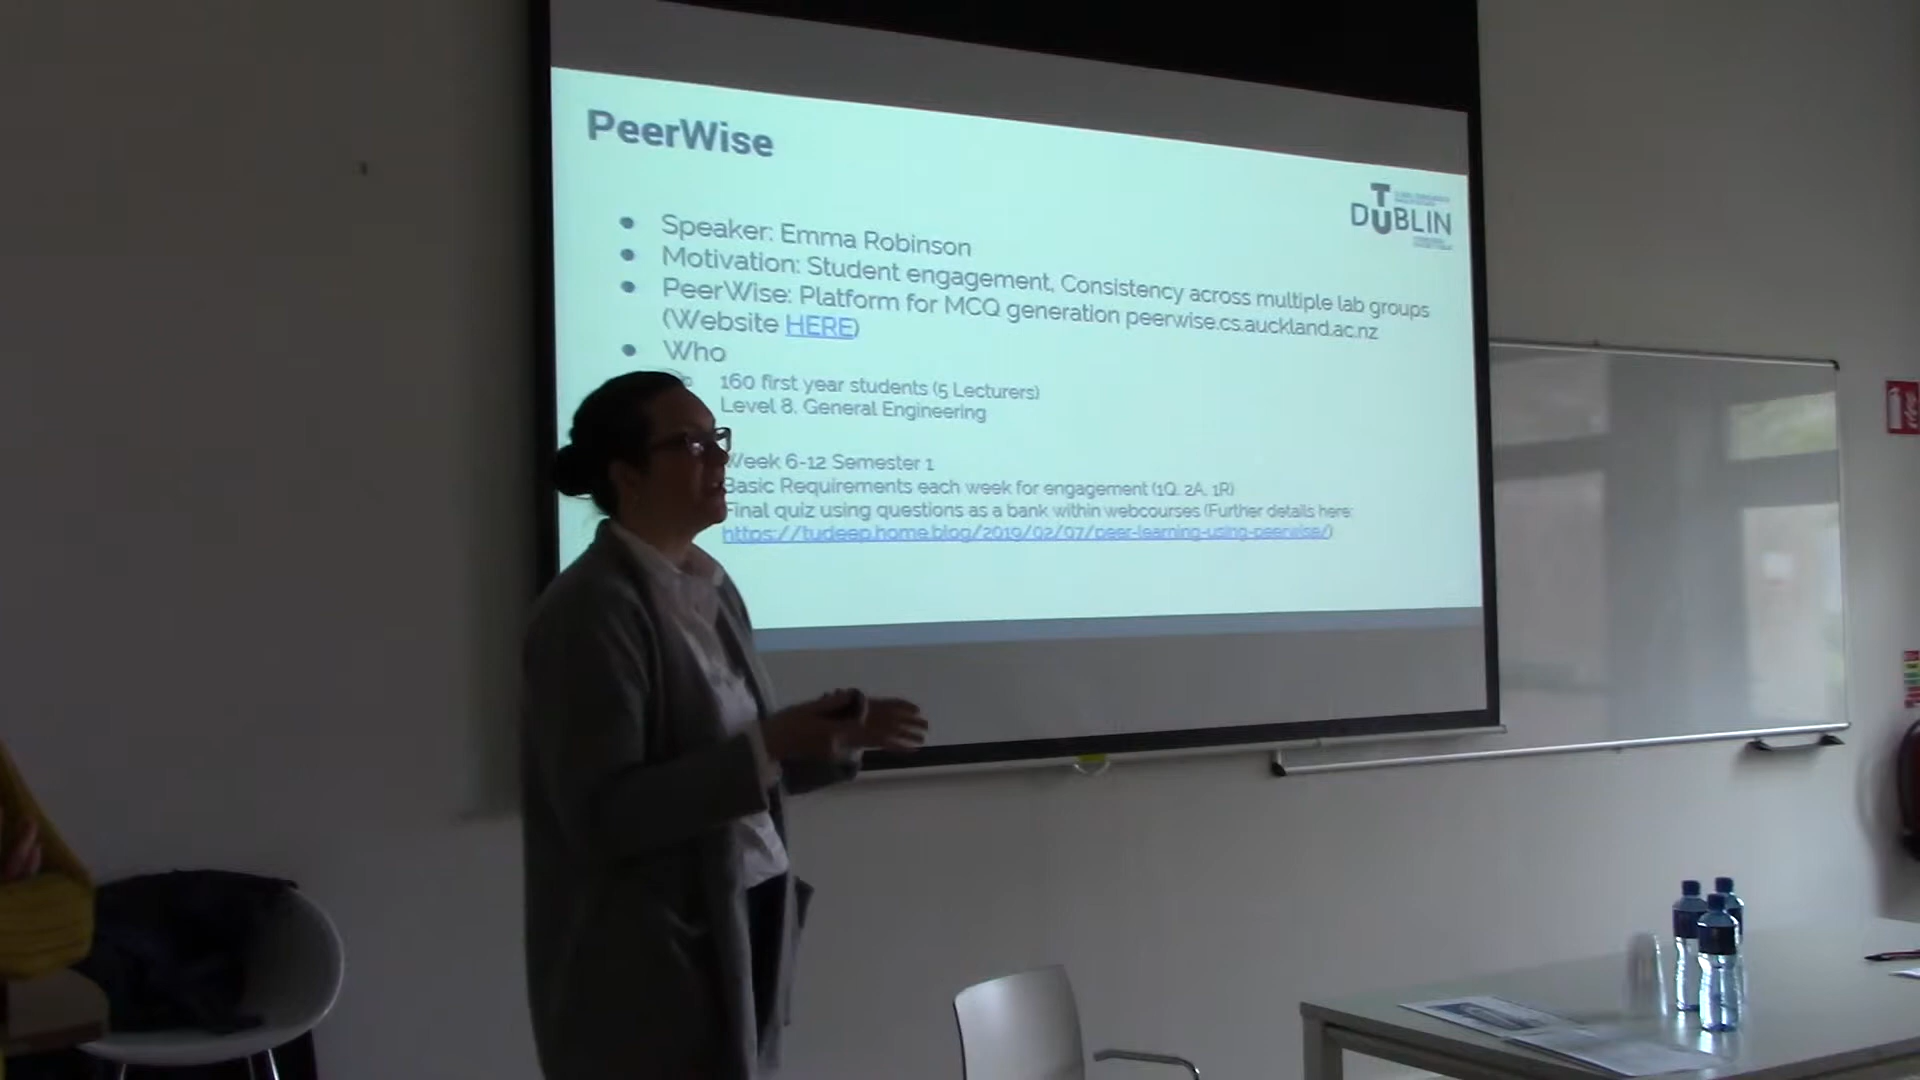 PeerWise
TU DUBLIN
Speaker: Emma Robinson
Motivation: Student engagement, Consistency across multiple lab groups
PeerWise: Platform for MCQ generation peerwise.cs.auckland.ac.nz
(Website HERE)
Who
160 first year students (5 Lecturers)
Level 8, General Engineering
Week 6-12 Semester 1
Basic Requirements each week for engagement (1Q, 2A, 1R)
Final quiz using questions as a bank within webcourses (Further details here:
https://tudeep.home.blog/2019/02/07/peer-learning-using-peerwise/)